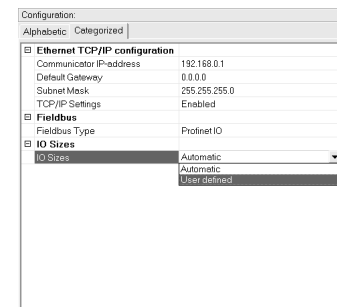 Configuration:
Alphabetic Categorized
Ethernet TCP/IP configuration
Communicator IP-address 192.168.0.1
Default Gateway 0.0.0.0
Subnet Mask 255.255.255.0
TCP/IP Settings Enabled
Fieldbus
Fieldbus Type Profinet IO
IO Sizes
IO Sizes Automatic
Automatic
User defined